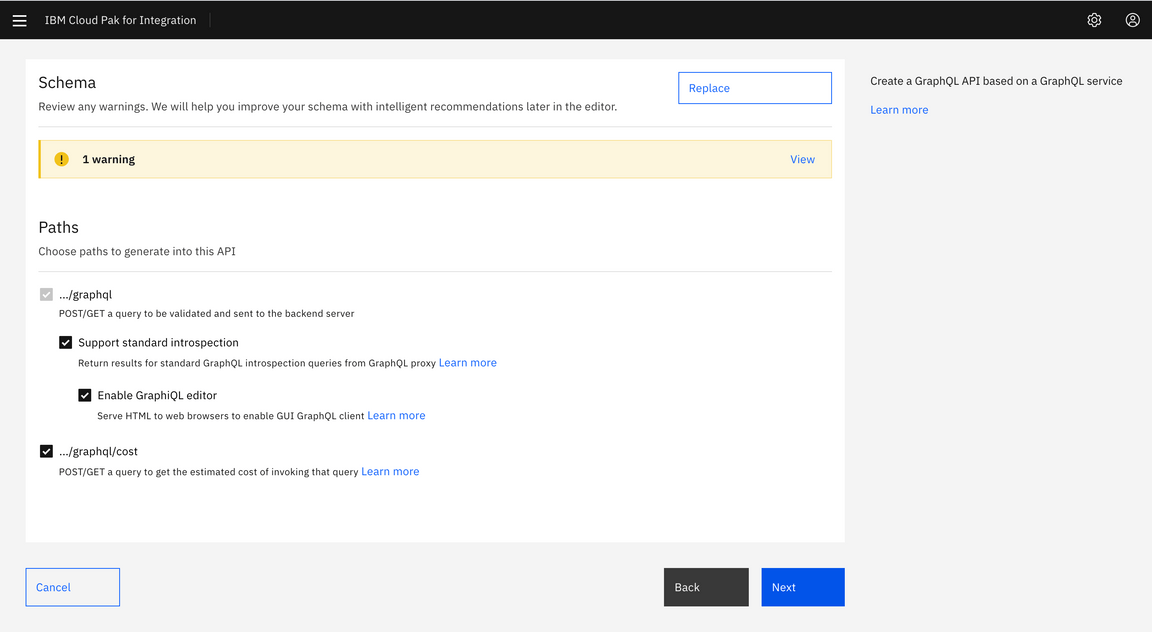 IBM Cloud Pak for Integration
Schema
Review any warnings. We will help you improve your schema with intelligent recommendations later in the editor.
Replace
1 warning
View
Paths
Choose paths to generate into this API
.../graphql
POST/GET a query to be validated and sent to the backend server
Support standard introspection
Return results for standard GraphQL introspection queries from GraphQL proxy Learn more
Enable GraphiQL editor
Serve HTML to web browsers to enable GUI GraphQL client Learn more
.../graphql/cost
POST/GET a query to get the estimated cost of invoking that query Learn more
Create a GraphQL API based on a GraphQL service
Learn more
Cancel
Back
Next